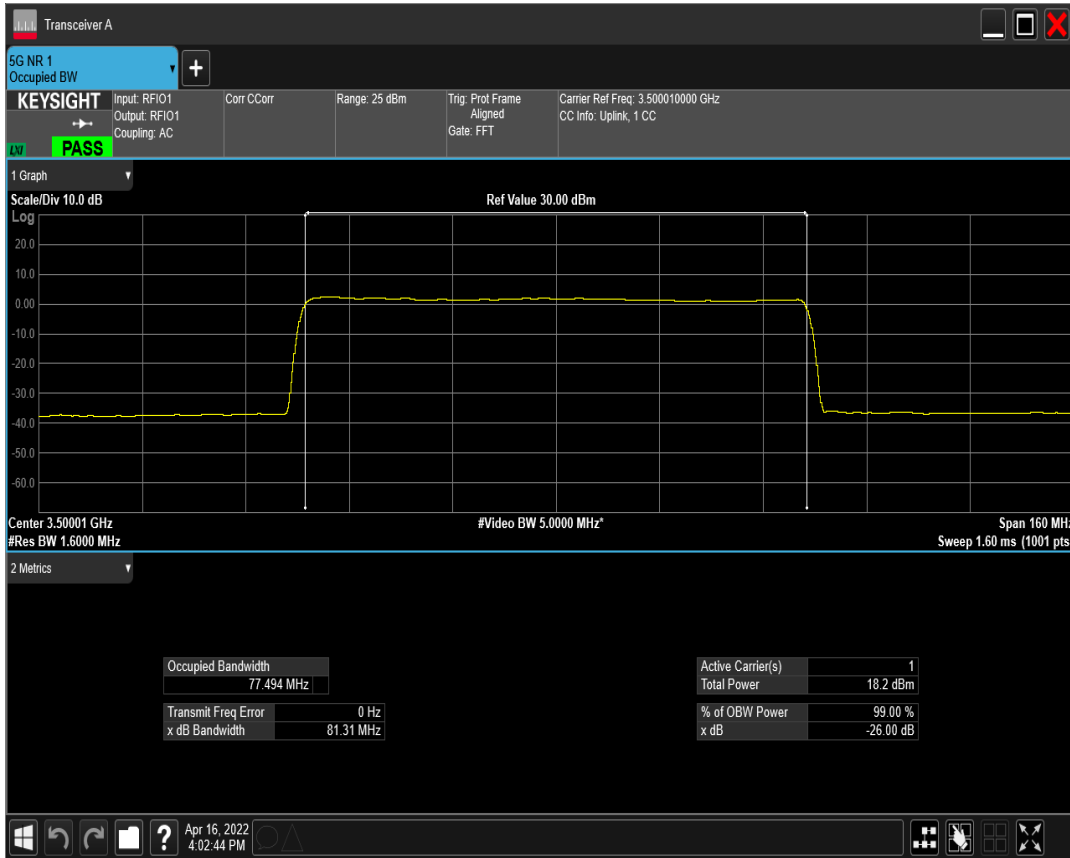 Transceiver A
5G NR 1
Occupied BW
+
KEYSIGHT
LXI
PASS
Input: RFIO1
Output: RFIO1
Coupling: AC
Corr CCorr
Range: 25 dBm
Trig: Prot Frame
Aligned
Gate: FFT
Carrier Ref Freq: 3.500010000 GHz
CC Info: Uplink, 1 CC
1 Graph
Scale/Div 10.0 dB
Ref Value 30.00 dBm
Log
20.0
10.0
0.00
-10.0
-20.0
-30.0
-40.0
-50.0
-60.0
Center 3.50001 GHz
#Video BW 5.0000 MHz*
Span 160 MHz
#Res BW 1.6000 MHz
Sweep 1.60 ms (1001 pts
2 Metrics
Occupied Bandwidth
77.494 MHz
Transmit Freq Error 0 Hz
x dB Bandwidth 81.31 MHz
Active Carrier(s) 1
Total Power 18.2 dBm
% of OBW Power 99.00 %
x dB -26.00 dB
?
Apr 16, 2022
4:02:44 PM